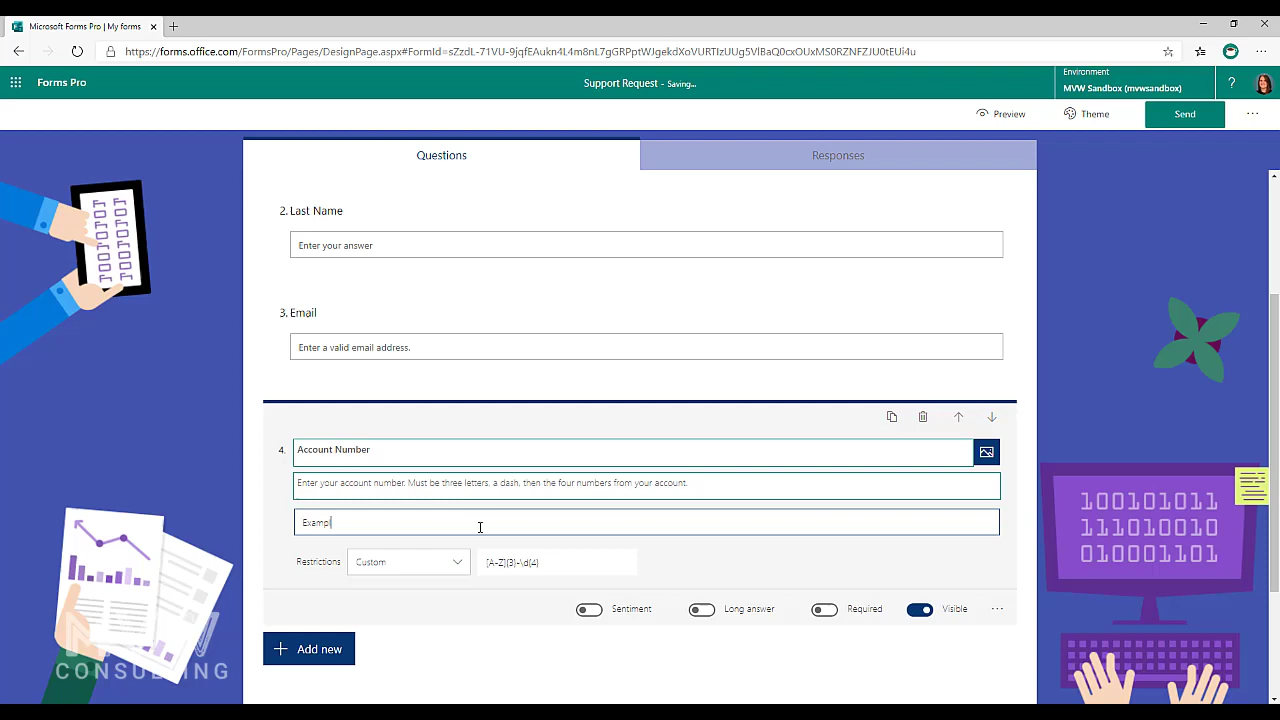 Microsoft Forms Pro | My forms
https://forms.office.com/FormsPro/Pages/DesignPage.aspx#FormId=sZzdL-71VU-9jqfEAukn4L4m8nL7gGRPptWJgekdXoVURTIzUUg5VlBaQ0cxOUxMS0RZNFZJU0tEUi4u
Forms Pro
Support Request - Saving...
Environment
MVW Sandbox (mvwsandbox)
?
Preview
Theme
Send
Questions
Responses
2. Last Name
Enter your answer
3. Email
Enter a valid email address.
4. Account Number
Enter your account number. Must be three letters, a dash, the
numbers from your account.
Exampl
Restrictions
Custom
[A-Z]{3}-\d{4}
Sentiment
Long answer
Required
Visible
+ Add new
CONSULTING
100101011
111010010
010001101